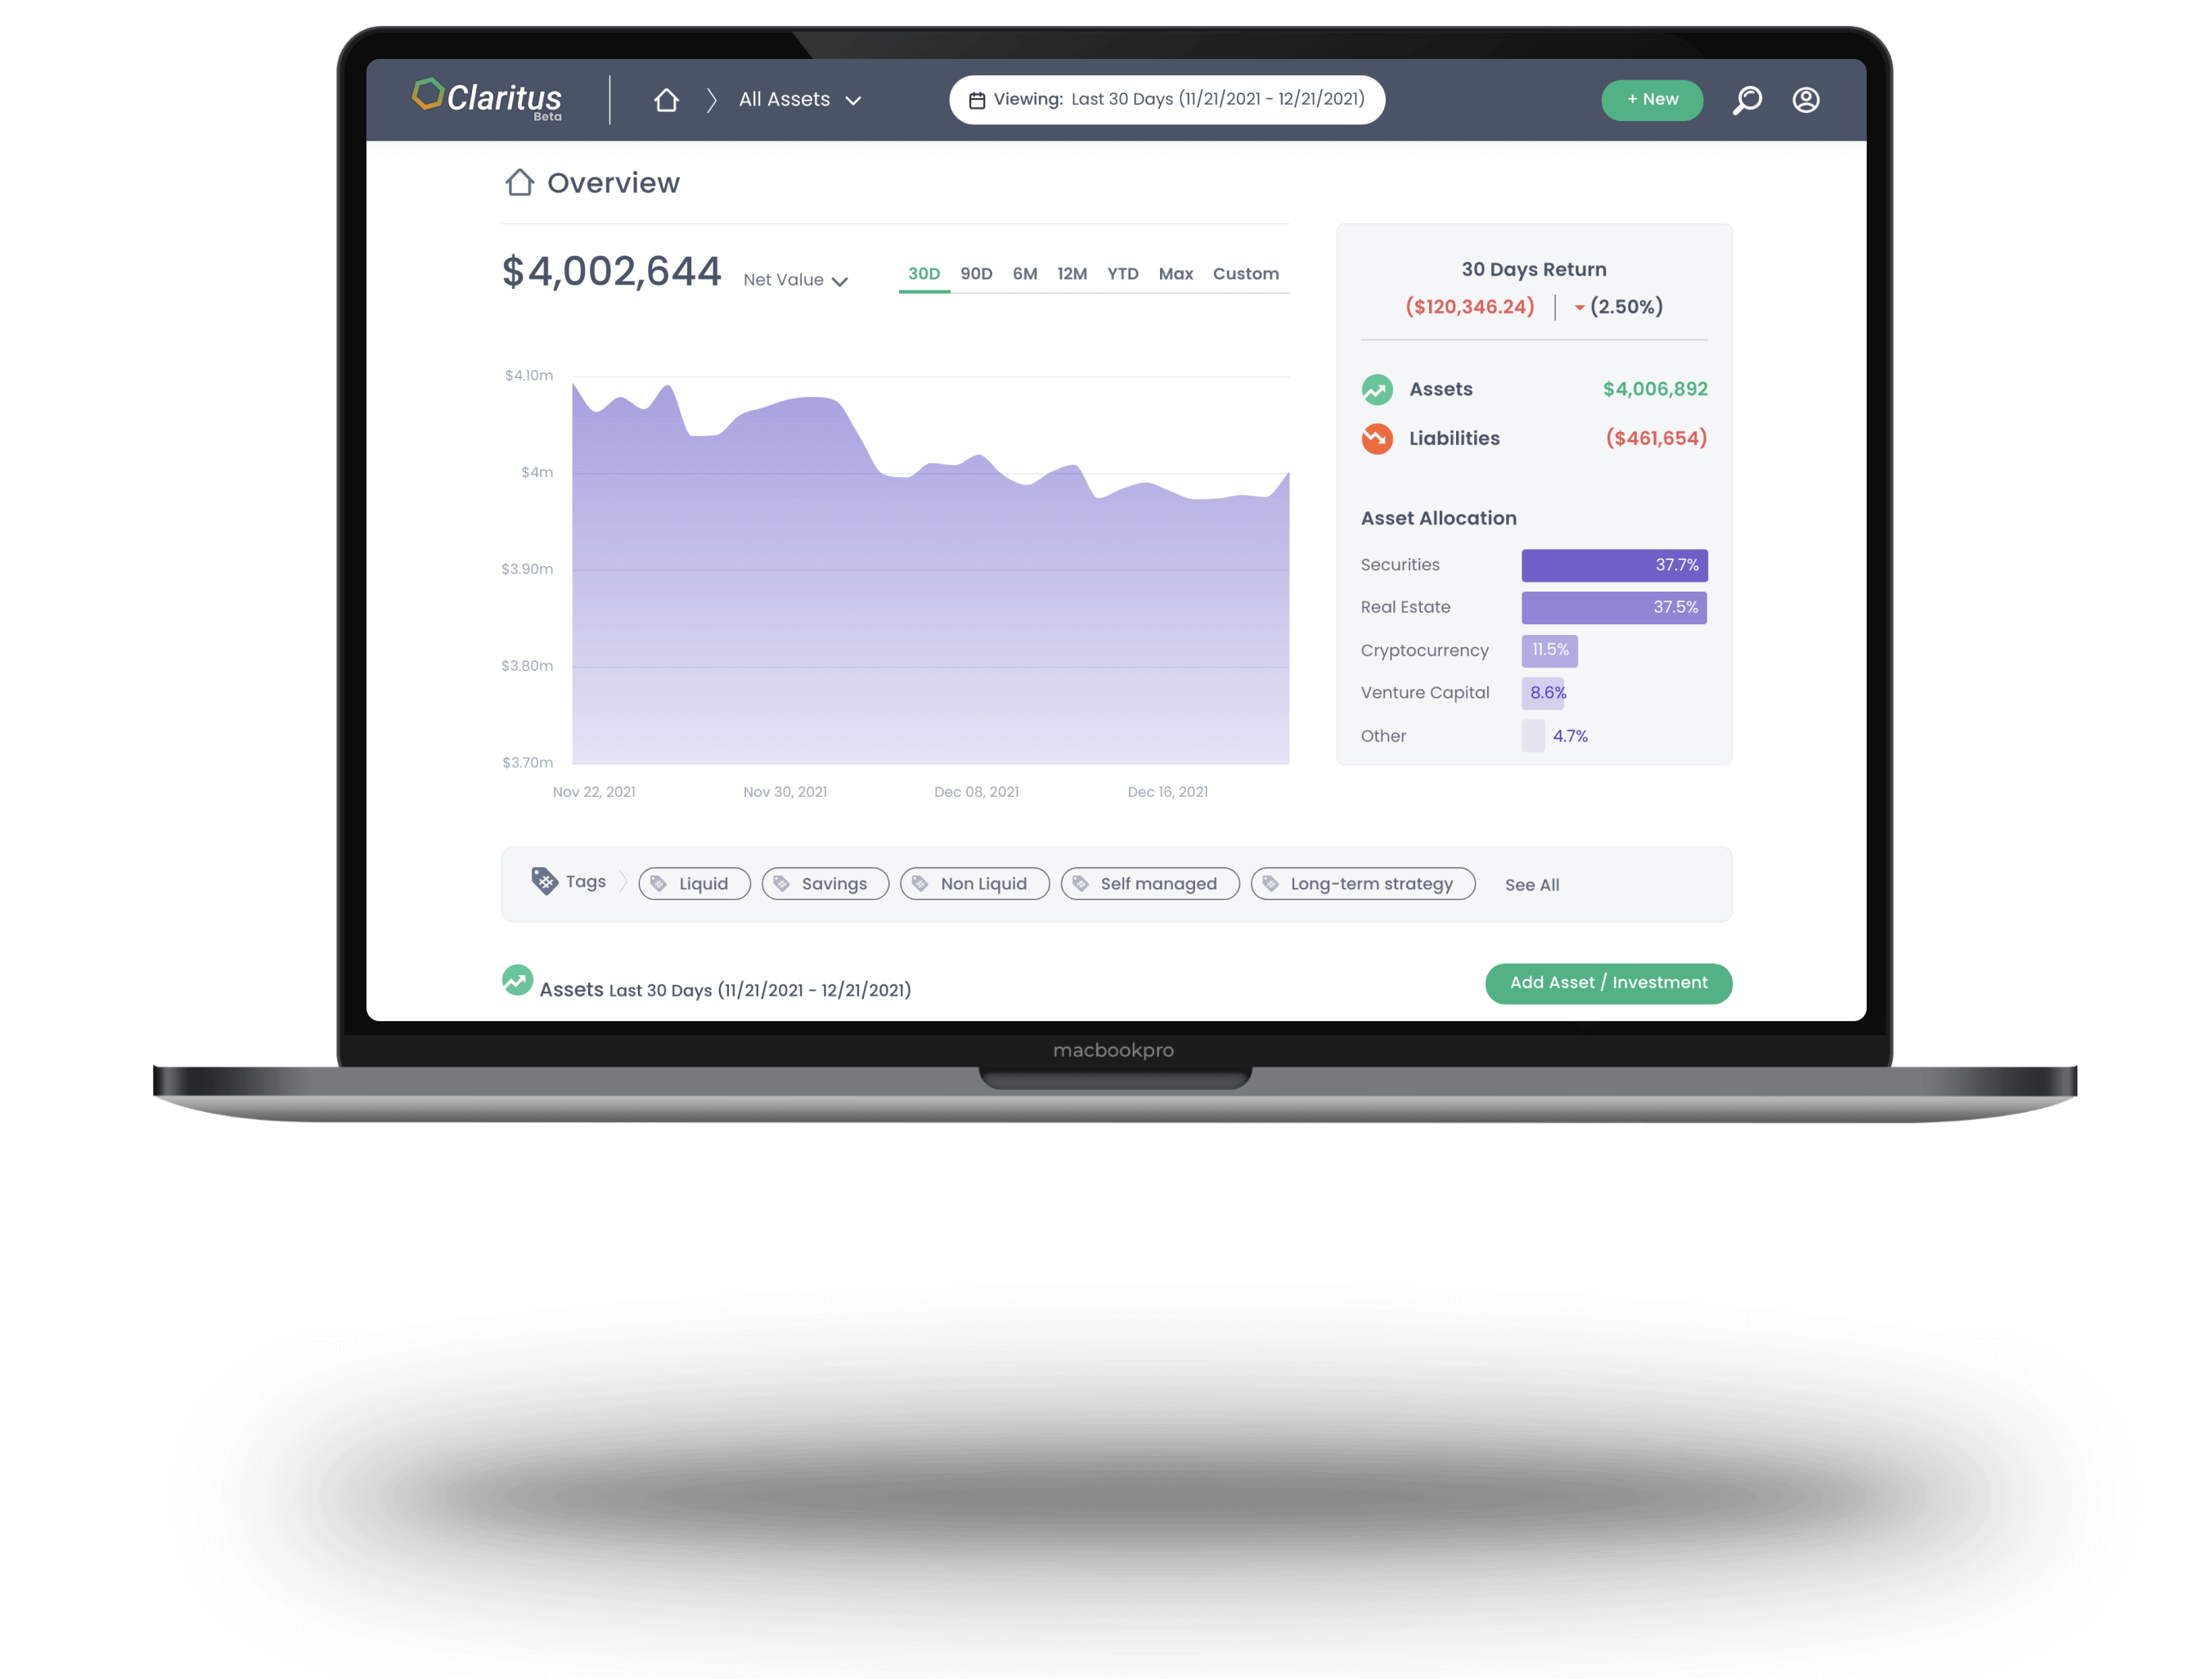 Claritus
Beta
All Assets
Viewing: Last 30 Days (11/21/2021 - 12/21/2021)
+ New
Overview
$4,002,644 Net Value
30D 90D 6M 12M YTD Max Custom
$4.10m
$4m
$3.90m
$3.80m
$3.70m
Nov 22, 2021 Nov 30, 2021 Dec 08, 2021 Dec 16, 2021
30 Days Return
($120,346.24) (2.50%)
Assets $4,006,892
Liabilities ($461,654)
Asset Allocation
Securities 37.7%
Real Estate 37.5%
Cryptocurrency 11.5%
Venture Capital 8.6%
Other 4.7%
Tags Liquid Savings Non Liquid Self managed Long-term strategy See All
Assets Last 30 Days (11/21/2021 - 12/21/2021)
Add Asset / Investment
macbookpro